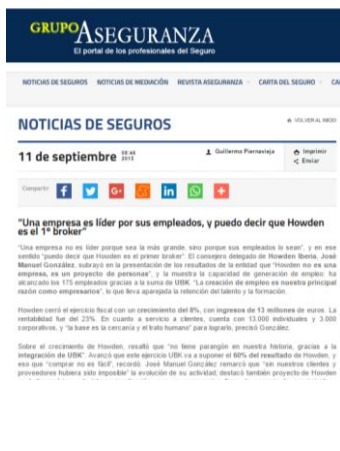 GRUPO ASEGURANZA
El portal de los profesionales del Seguro
NOTICIAS DE SEGUROS NOTICIAS DE MEDIACIÓN REVISTA ASEGURANZA CARTA DEL SEGURO CA
NOTICIAS DE SEGUROS
VOLVER AL INICIO
11 de septiembre
2015
Guillermo Piernavieja
Imprimir
Enviar
Compartir
"Una empresa es líder por sus empleados, y puedo decir que Howden
es el 1º broker"
"Una empresa no es líder porque sea la más grande, sino porque sus empleados lo sean", y en ese
sentido "puedo decir que Howden es el primer broker". El consejero delegado de Howden Iberia, José
Manuel González, subrayó en la presentación de los resultados de la entidad que "Howden no es una
empresa, es un proyecto de personas", y la muestra la capacidad de generación de empleo: ha
alcanzado los 175 empleados gracias a la suma de UBK. "La creación de empleo es nuestro principal
razón como empresarios", lo que lleva aparejada la retención del talento y la formación.
Howden cerró el ejercicio fiscal con un crecimiento del 8%, con ingresos de 13 millones de euros. La
rentabilidad fue del 23%. En cuanto a servicio a clientes, cuenta con 13.000 individuales y 3.000
corporativos, y "la base es la cercanía y el trato humano" para lograrlo, precisó González.
Sobre el crecimiento de Howden, resaltó que "no tiene parangón en nuestra historia, gracias a la
integración de UBK". Avanzó que este ejercicio UBK va a suponer el 60% del resultado de Howden, y
eso que "comprar no es fácil", recordó. José Manuel González remarcó que "sin nuestros clientes y
proveedores hubiera sido imposible" la evolución de su actividad; destacó también proyecto de Howden